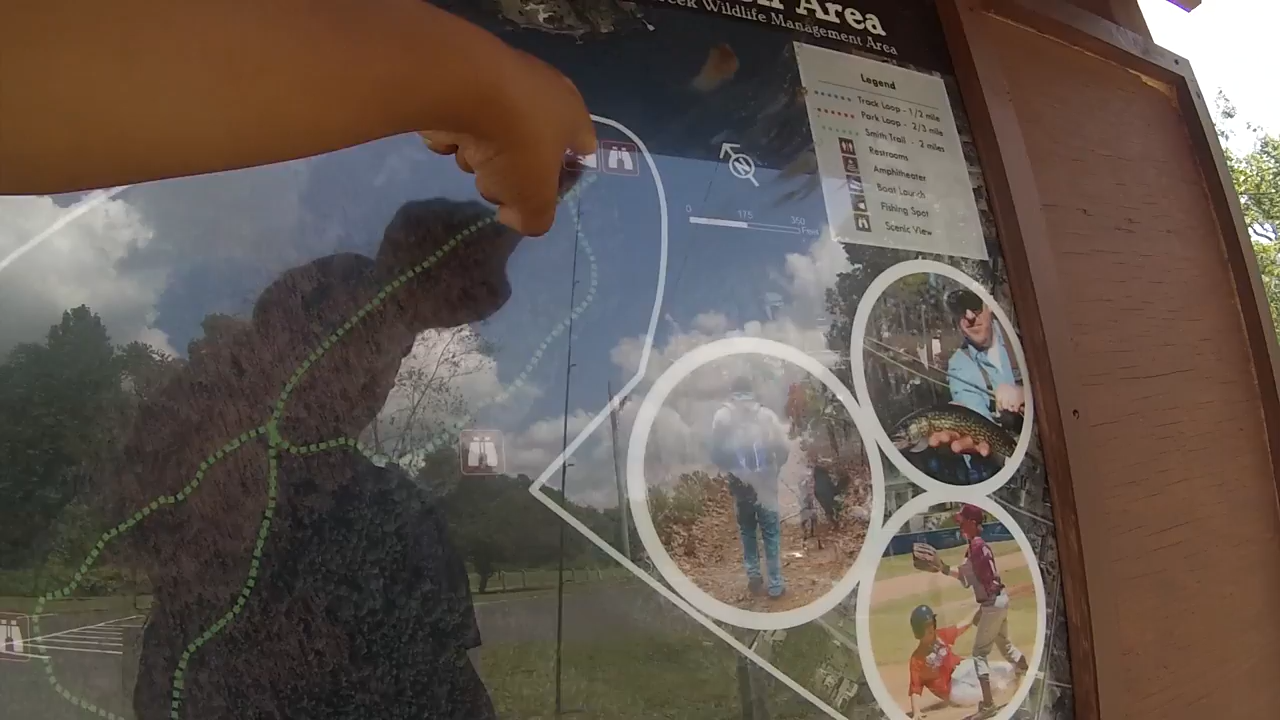 Area
Wildlife Management Area
Legend
Track Loop - 1/2 mile
Park Loop - 2/3 mile
Smith Trail - 2 miles
Restrooms
Amphitheater
Boat Launch
Fishing Spot
Scenic View
N
0 175 350
Feet